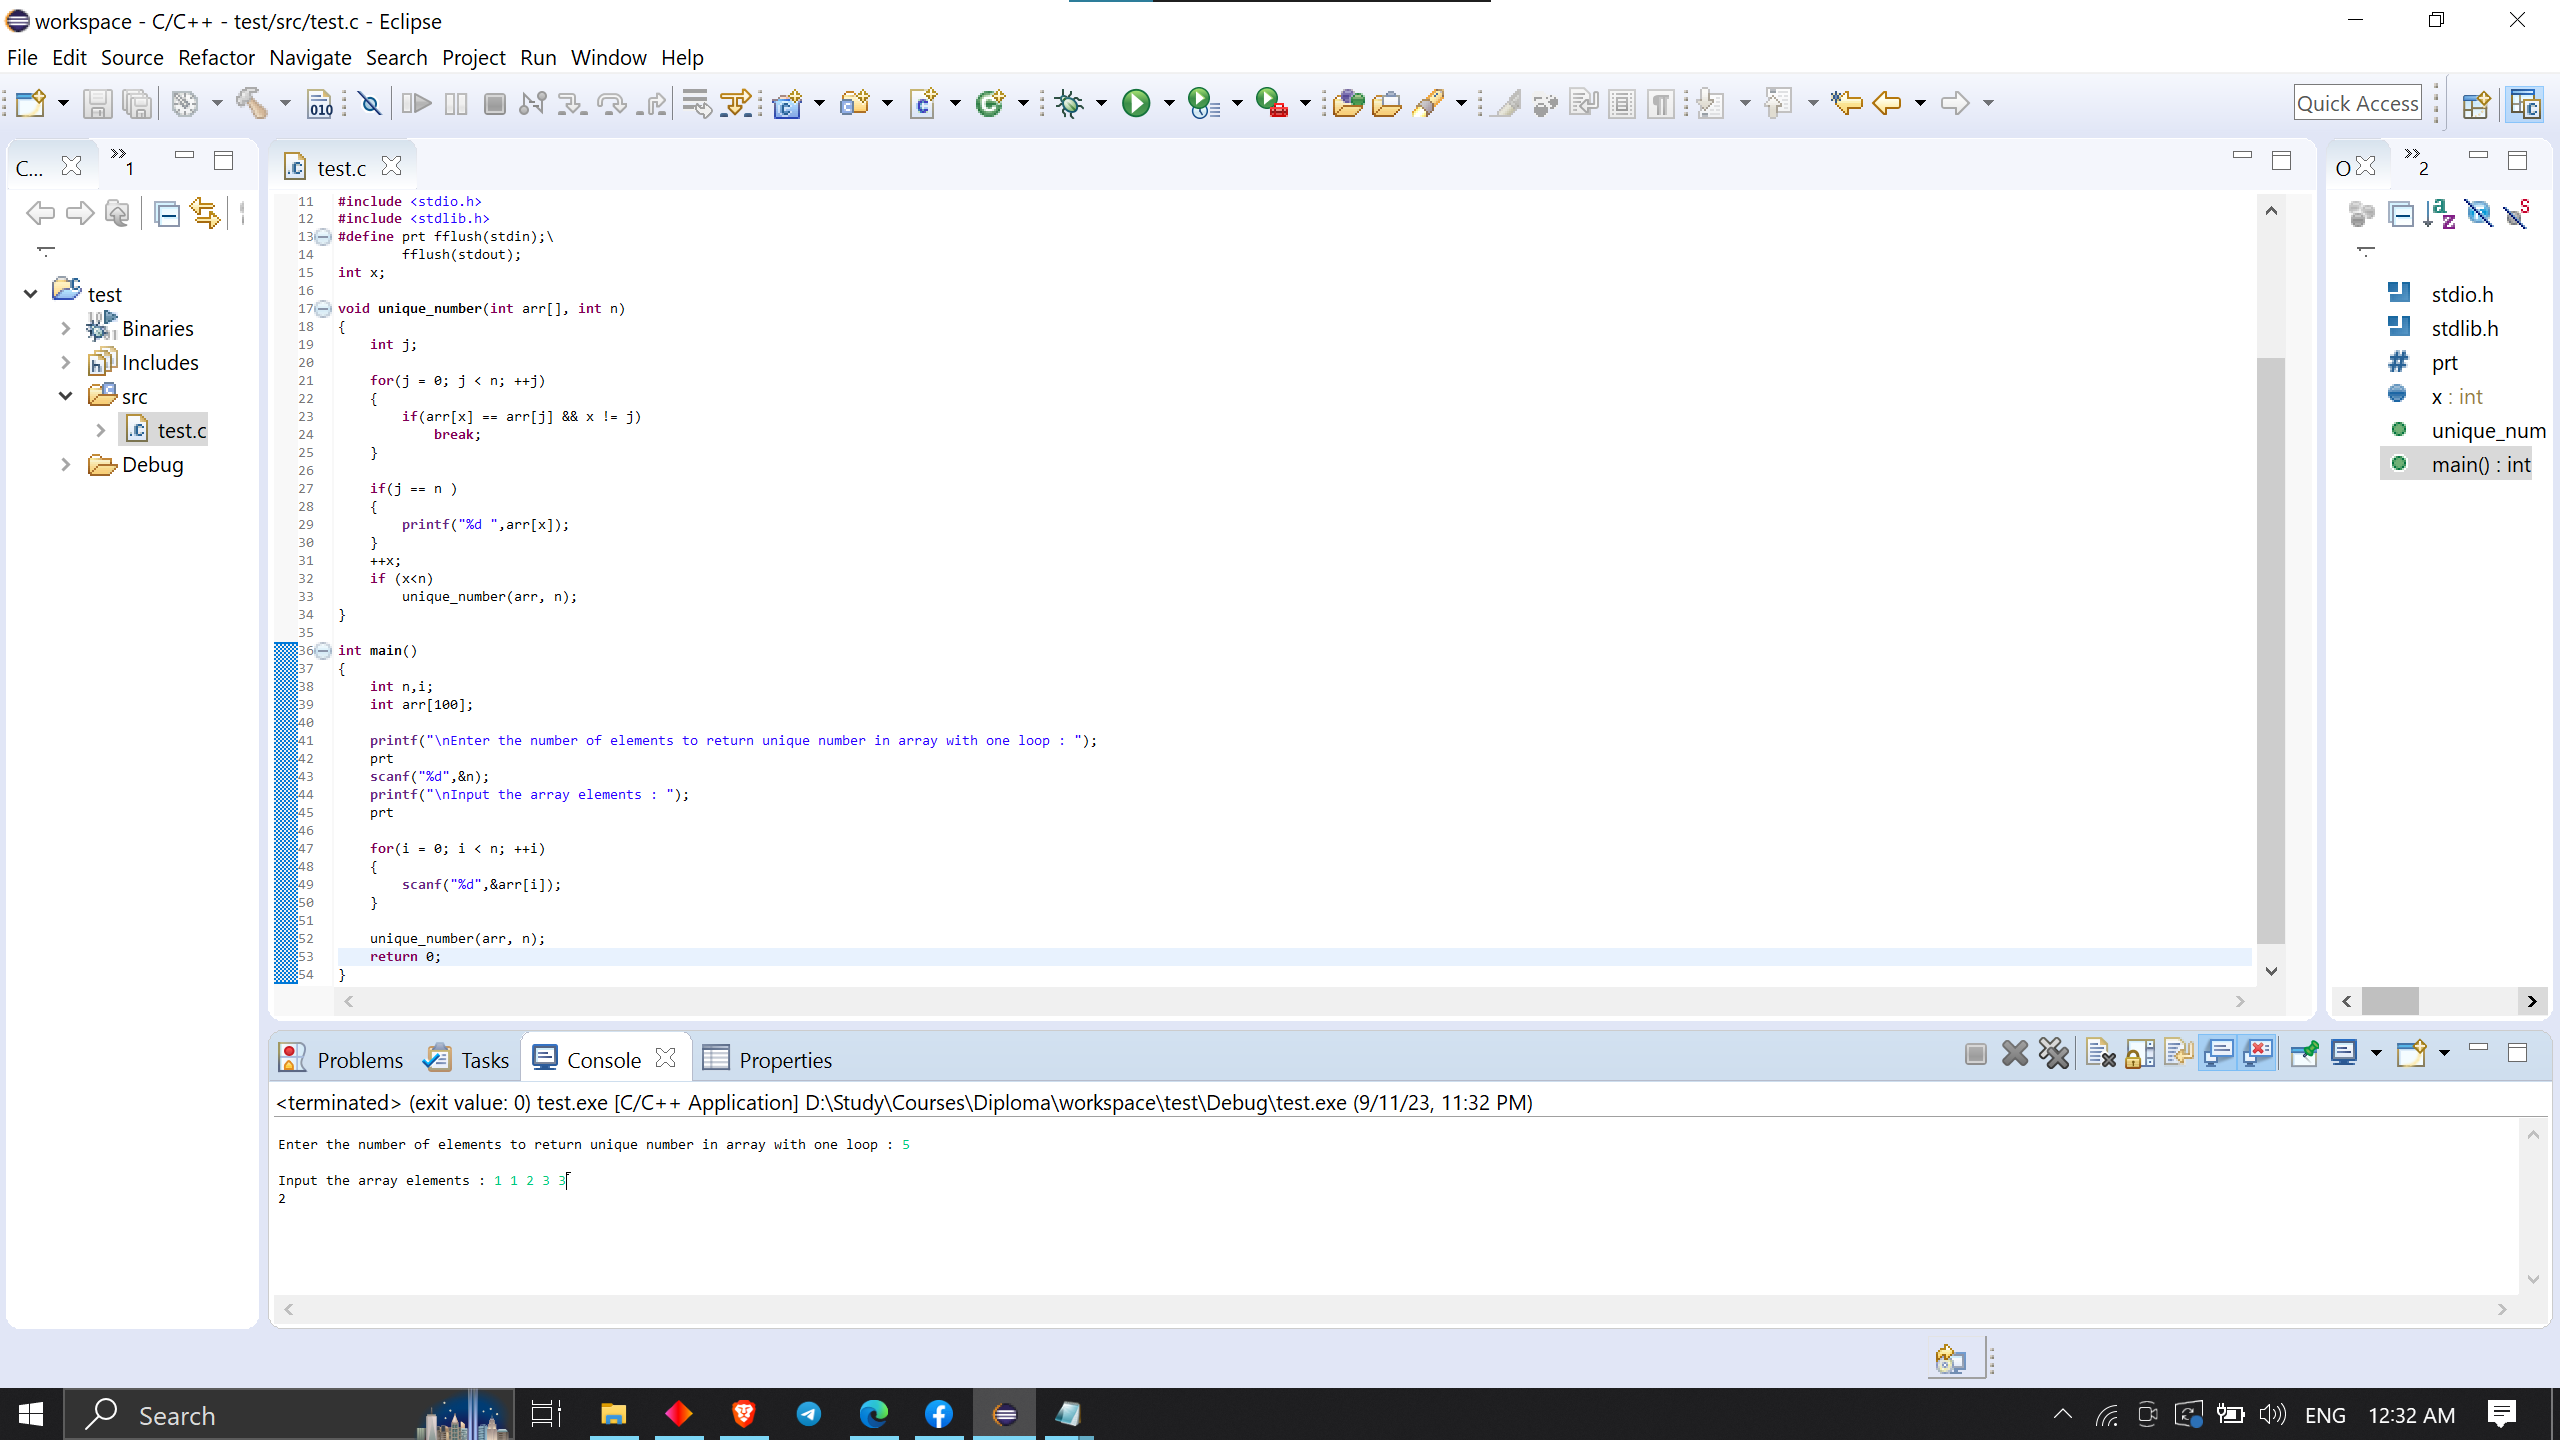 workspace - C/C++ - test/src/test.c - Eclipse
File Edit Source Refactor Navigate Search Project Run Window Help
Quick Access
C...
1
test
Binaries
Includes
src
test.c
Debug
test.c
11 #include <stdio.h>
12 #include <stdlib.h>
13 #define prt fflush(stdin);\
14         fflush(stdout);
15 int x;
16
17 void unique_number(int arr[], int n)
18 {
19     int j;
20
21     for(j = 0; j < n; ++j)
22     {
23         if(arr[x] == arr[j] && x != j)
24             break;
25     }
26
27     if(j == n )
28     {
29         printf("%d ",arr[x]);
30     }
31     ++x;
32     if (x<n)
33         unique_number(arr, n);
34 }
35
36 int main()
37 {
38     int n,i;
39     int arr[100];
40
41     printf("\nEnter the number of elements to return unique number in array with one loop : ");
42     prt
43     scanf("%d",&n);
44     printf("\nInput the array elements : ");
45     prt
46
47     for(i = 0; i < n; ++i)
48     {
49         scanf("%d",&arr[i]);
50     }
51
52     unique_number(arr, n);
53     return 0;
54 }
O
2
stdio.h
stdlib.h
prt
x : int
unique_num
main() : int
Problems Tasks Console Properties
<terminated> (exit value: 0) test.exe [C/C++ Application] D:\Study\Courses\Diploma\workspace\test\Debug\test.exe (9/11/23, 11:32 PM)
Enter the number of elements to return unique number in array with one loop : 5
Input the array elements : 1 1 2 3 3
2
Search
ENG 12:32 AM